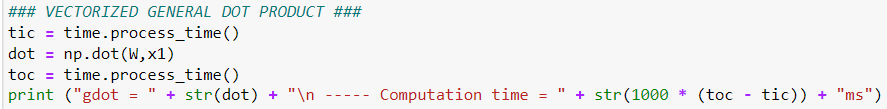 ### VECTORIZED GENERAL DOT PRODUCT ###
tic = time.process_time()
dot = np.dot(W,x1)
toc = time.process_time()
print ("gdot = " + str(dot) + "\n ----- Computation time = " + str(1000 * (toc - tic)) + "ms")